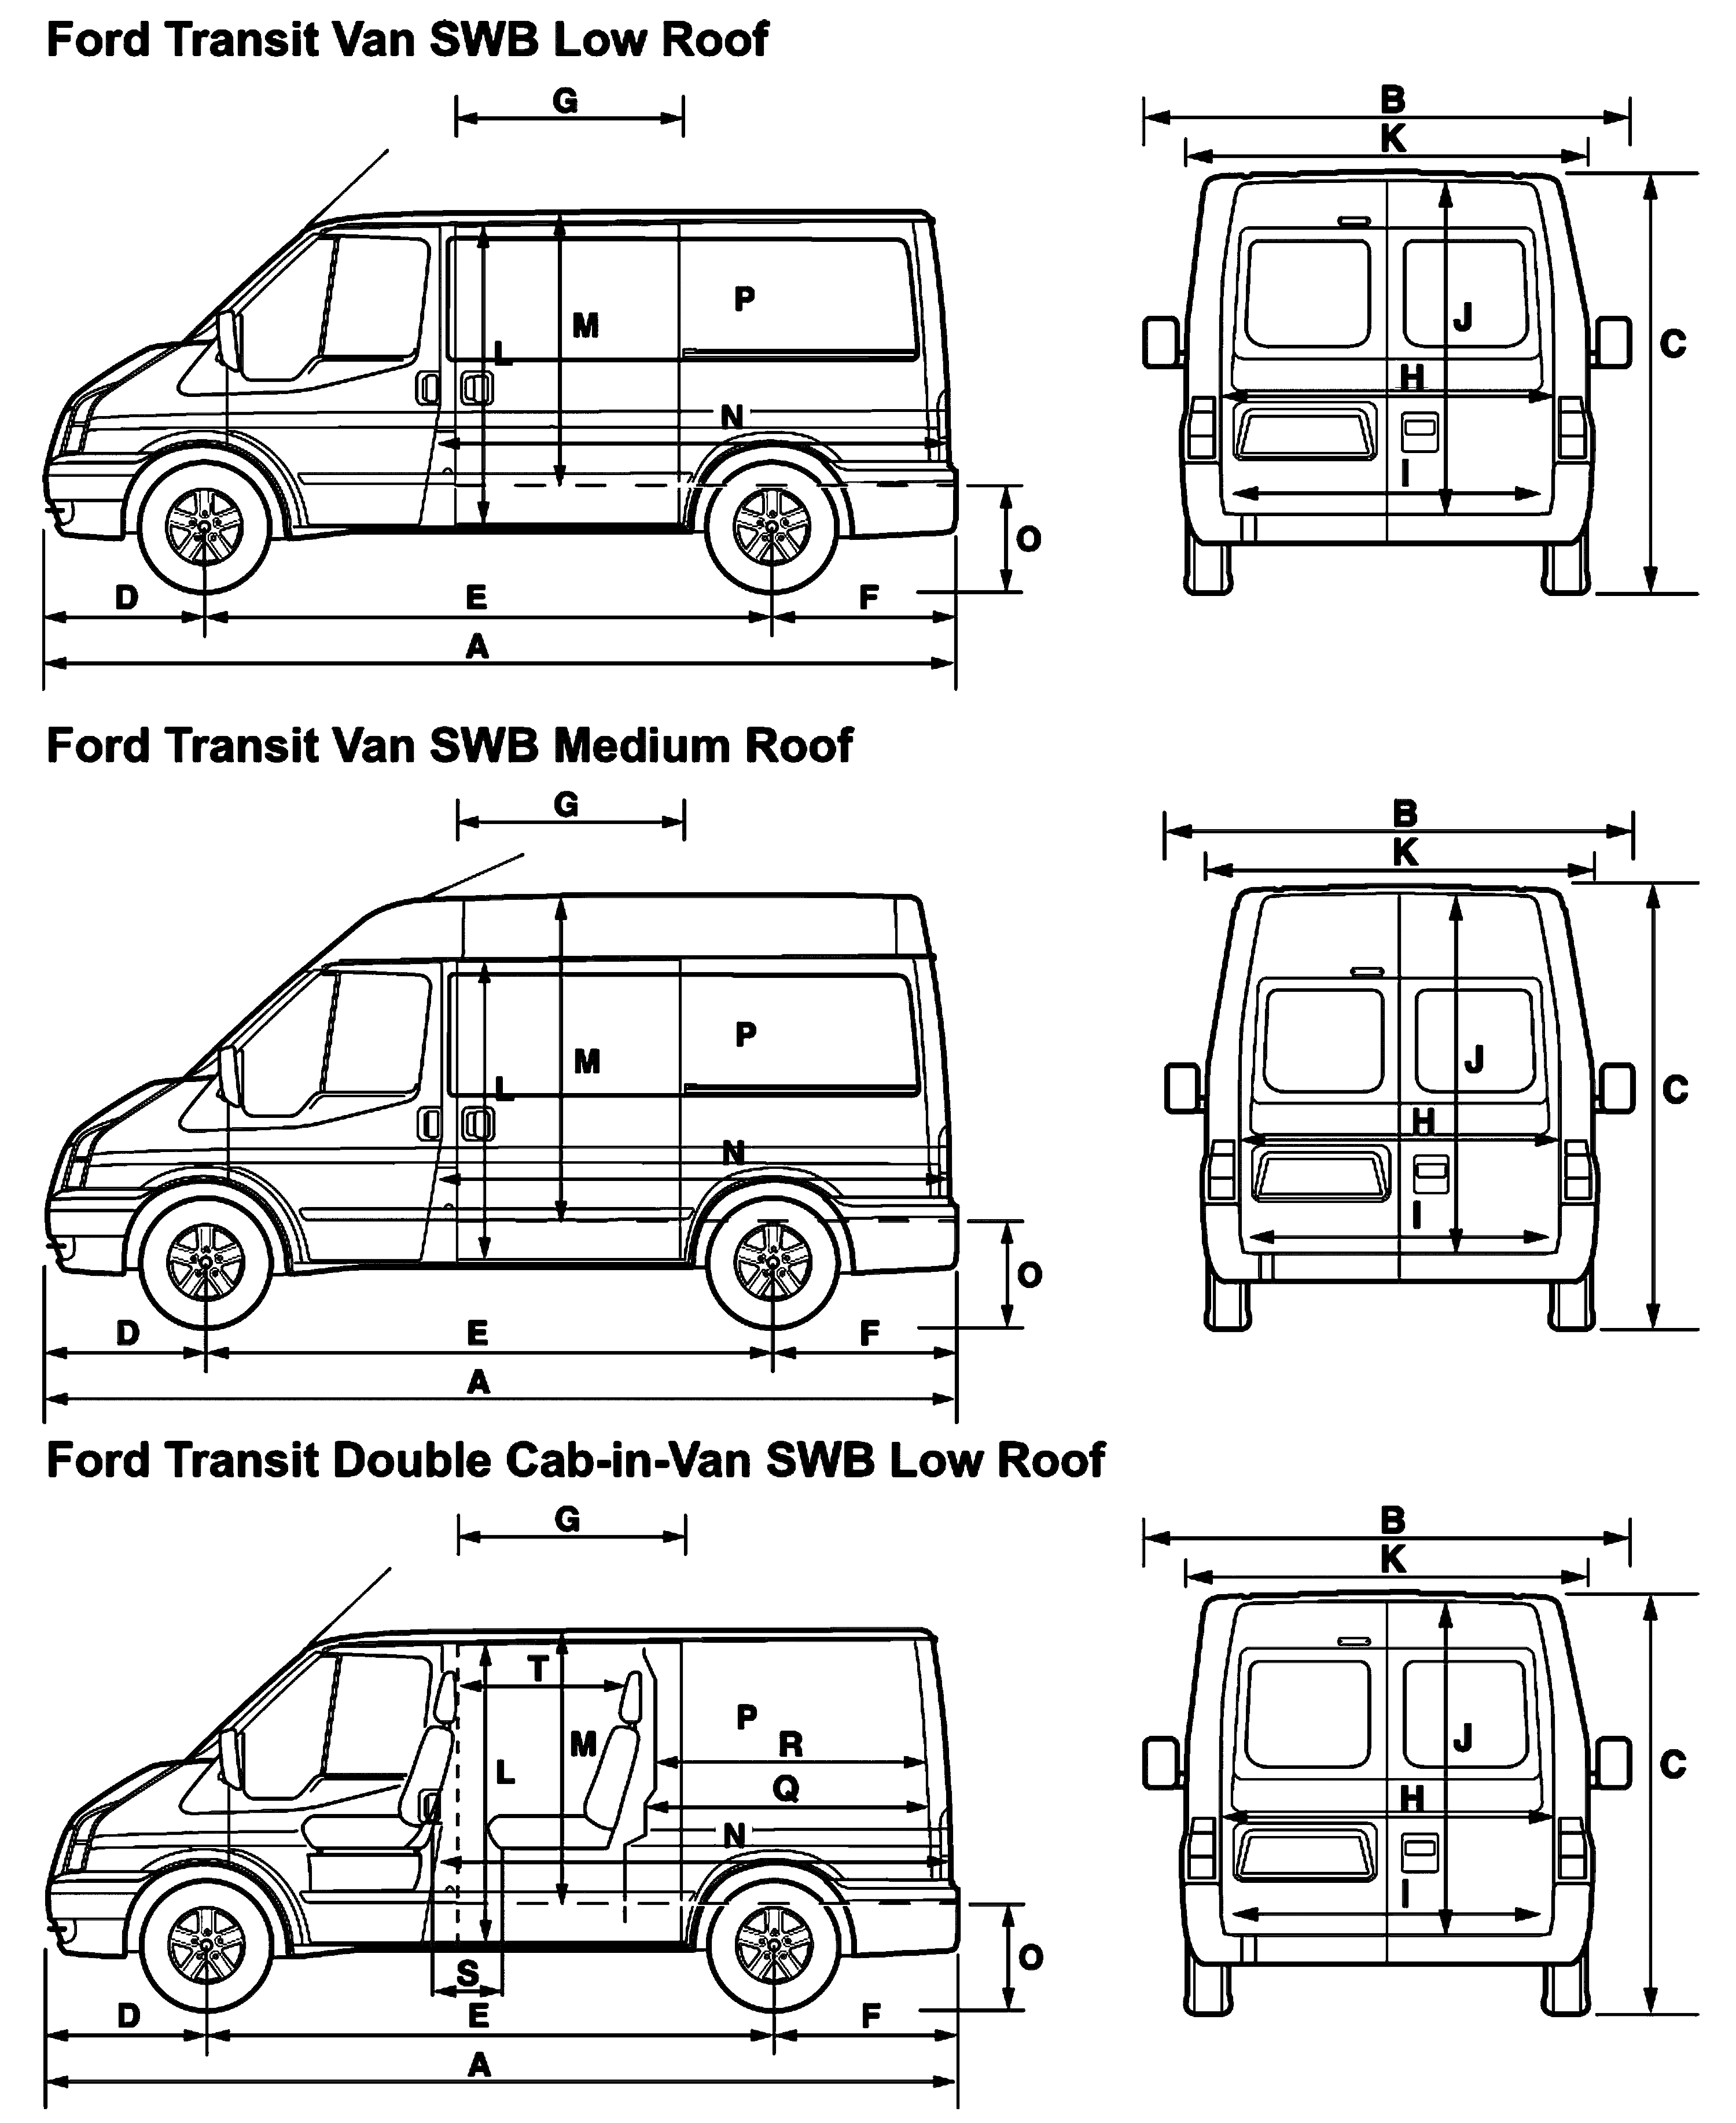 Ford Transit Van SWB Low Roof
G
B
K
P
M
J
L
C
H
N
I
O
D
E
F
A
Ford Transit Van SWB Medium Roof
G
B
K
P
M
J
L
C
H
N
I
O
D
E
F
A
Ford Transit Double Cab-in-Van SWB Low Roof
G
B
K
T
P
M
R
J
L
C
Q
H
N
I
O
S
D
E
F
A